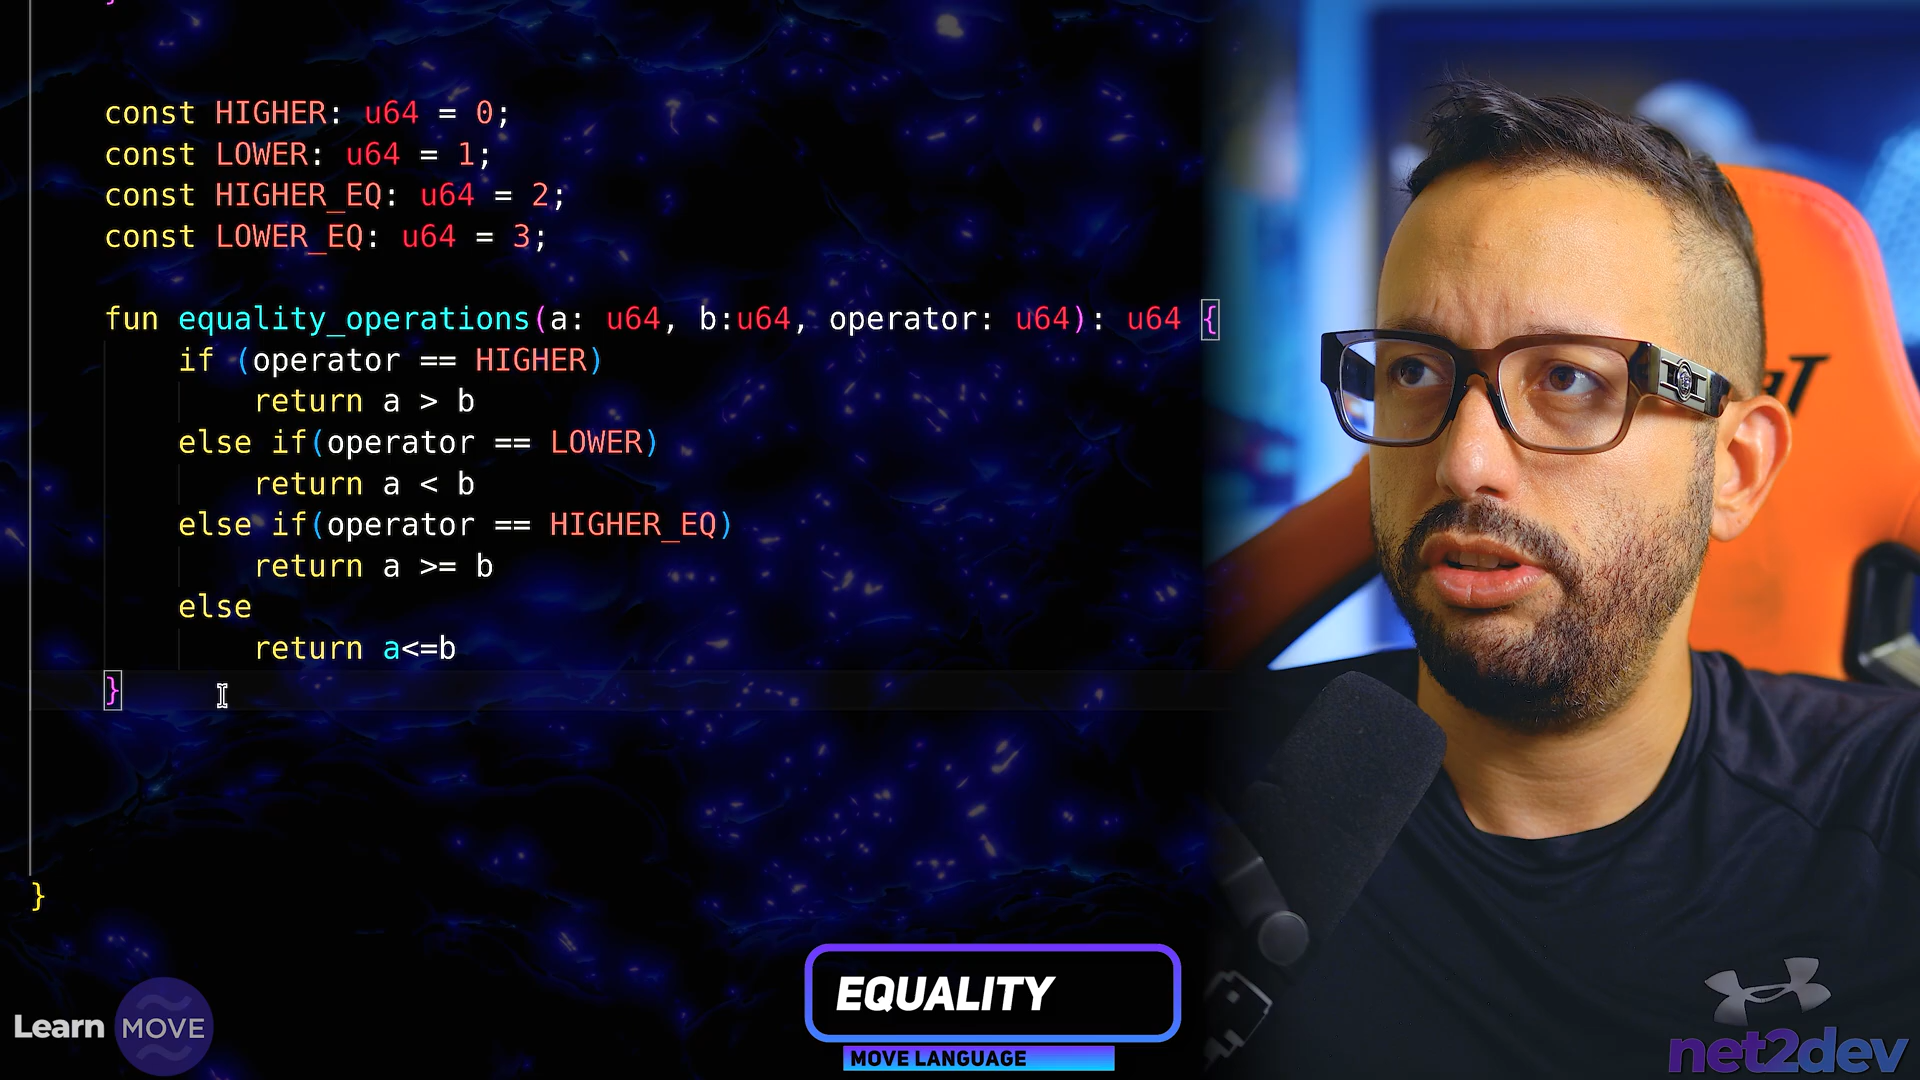 }
const HIGHER: u64 = 0;
const LOWER: u64 = 1;
const HIGHER_EQ: u64 = 2;
const LOWER_EQ: u64 = 3;
fun equality_operations(a: u64, b:u64, operator: u64): u64 {
if (operator == HIGHER)
return a > b
else if(operator == LOWER)
return a < b
else if(operator == HIGHER_EQ)
return a >= b
else
return a<=b
}
}
EQUALITY
MOVE LANGUAGE
Learn MOVE
net2dev